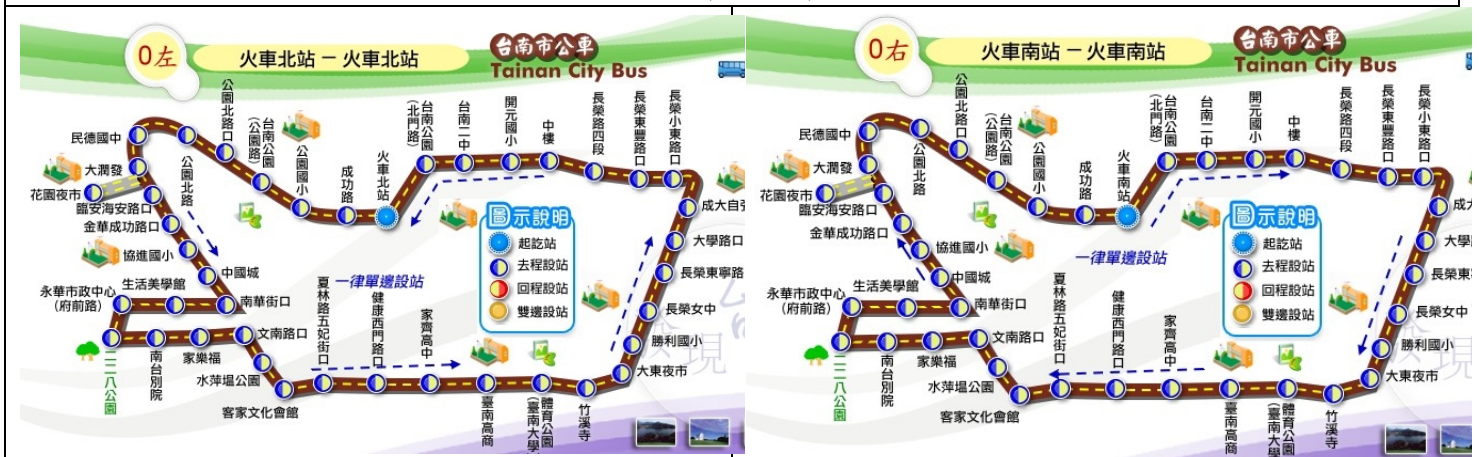 0左
火車北站 – 火車北站
台南市公車
Tainan City Bus
民德國中
公園北路口
台南公園
(公園路)
公園國小
成功路
火車北站
台南公園
(北門路)
台南二中
開元國小
中樓
長榮路四段
長榮東豐路口
長榮小東路口
大潤發
花園夜市
公園北路
臨安海安路口
金華成功路口
協進國小
中國城
南華街口
生活美學館
永華市政中心
(府前路)
二二八公園
南台別院
家樂福
文南路口
水萍塭公園
客家文化會館
夏林路五妃街口
健康西門路口
家齊高中
臺南高商
體育公園
(臺南大學
竹溪寺
大東夜市
勝利國小
長榮女中
長榮東寧路
大學路口
成大自強
一律單邊設站
圖示說明
起訖站
去程設站
回程設站
雙邊設站
0右
火車南站 – 火車南站
台南市公車
Tainan City Bus
民德國中
公園北路口
台南公園
(公園路)
公園國小
成功路
火車南站
台南公園
(北門路)
台南二中
開元國小
中樓
長榮路四段
長榮東豐路口
長榮小東路口
大潤發
花園夜市
公園北路
臨安海安路口
金華成功路口
協進國小
中國城
南華街口
生活美學館
永華市政中心
(府前路)
二二八公園
南台別院
家樂福
文南路口
水萍塭公園
客家文化會館
夏林路五妃街口
健康西門路口
家齊高中
臺南高商
體育公園
(臺南大學
竹溪寺
大東夜市
勝利國小
長榮女中
長榮東
大學
成大
一律單邊設站
圖示說明
起訖站
去程設站
回程設站
雙邊設站
發現